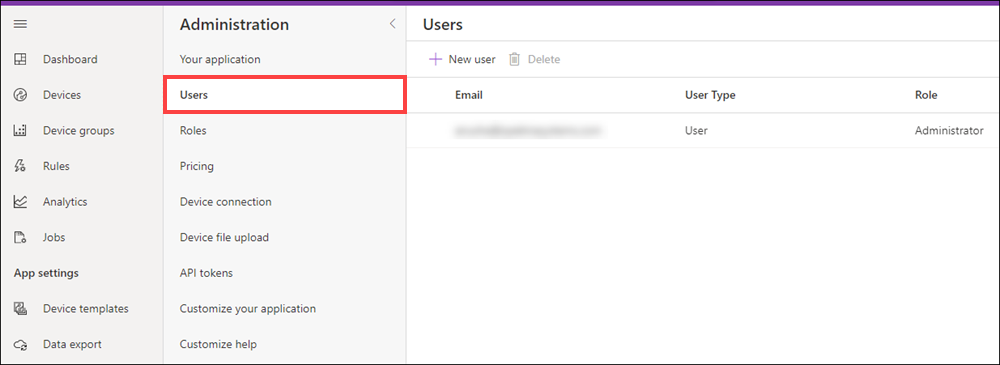 Dashboard
Devices
Device groups
Rules
Analytics
Jobs
App settings
Device templates
Data export
Administration
Your application
Users
Roles
Pricing
Device connection
Device file upload
API tokens
Customize your application
Customize help
Users
New user Delete
Email User Type Role
User Administrator